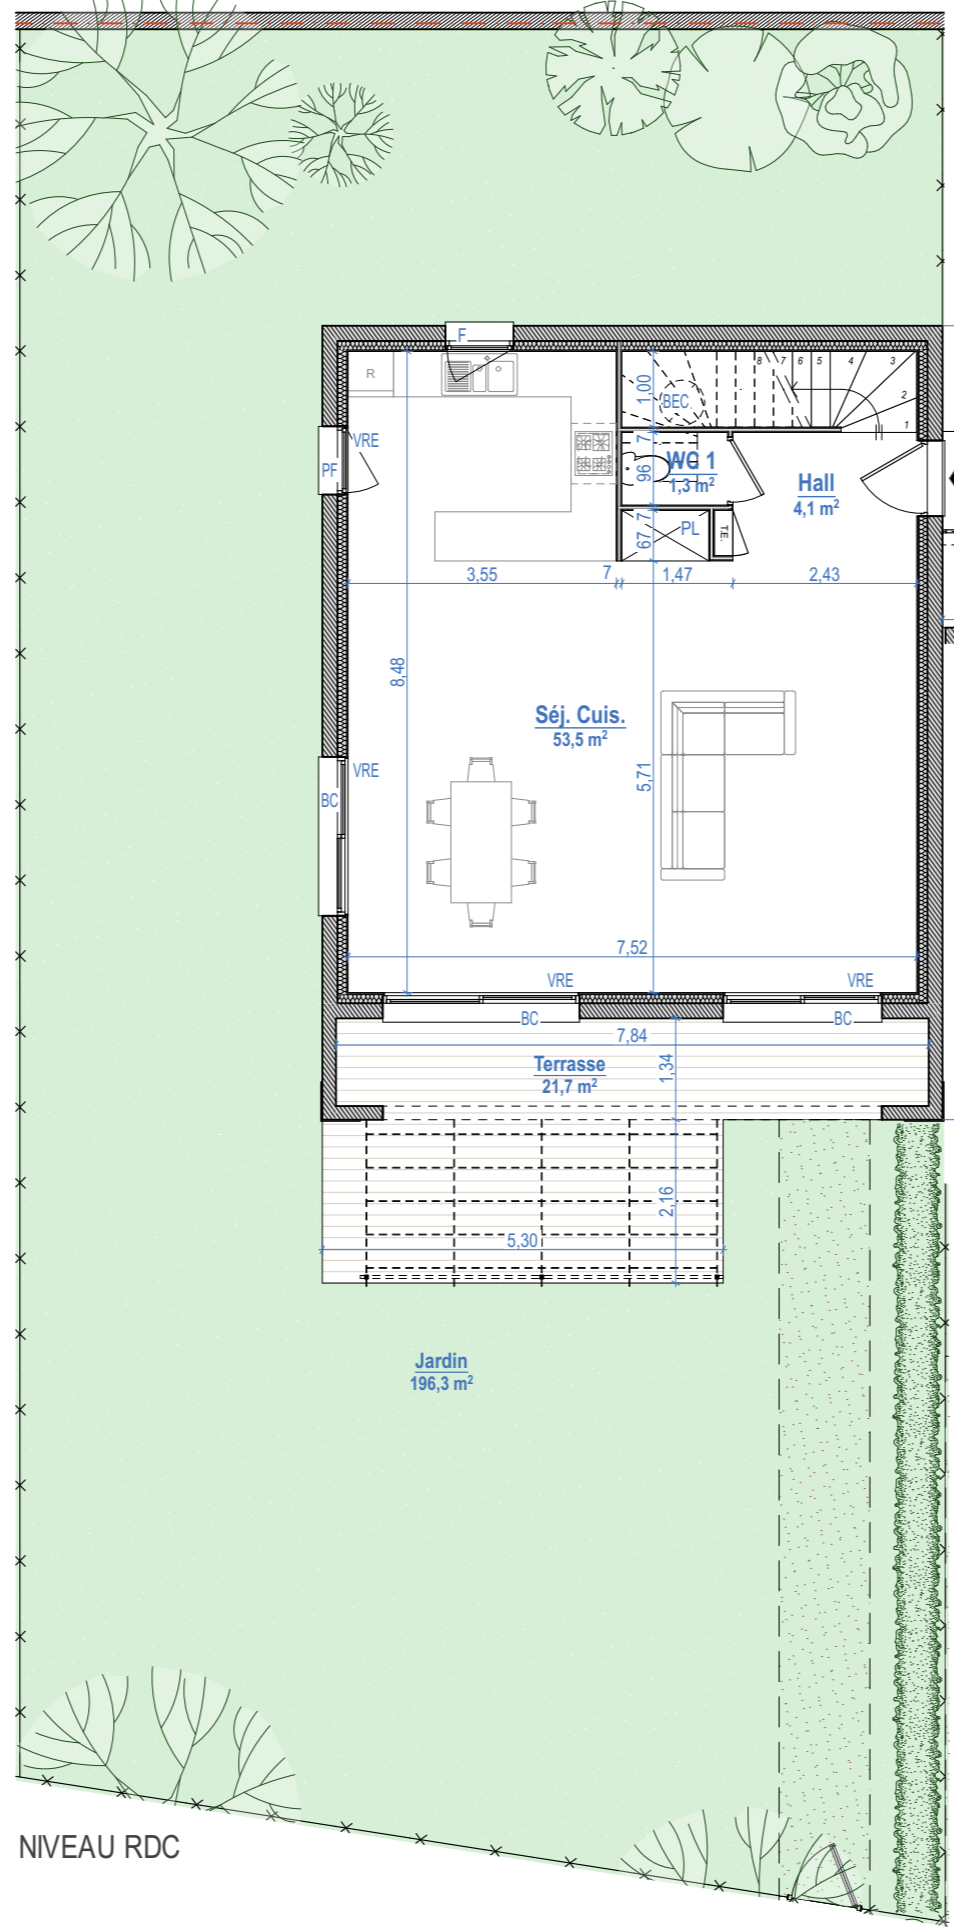 F
R
1,00
BEC
8 7 6 5 4 3
2
1
VRE
PF
7
96
WC 1
1,3 m²
Hall
4,1 m²
7
67
PL
T.E.
3,55 7 1,47 2,43
8,48
Séj. Cuis.
53,5 m²
5,71
VRE
BC
7,52
VRE VRE
BC BC
7,84
Terrasse
21,7 m²
1,34
2,16
5,30
Jardin
196,3 m²
NIVEAU RDC